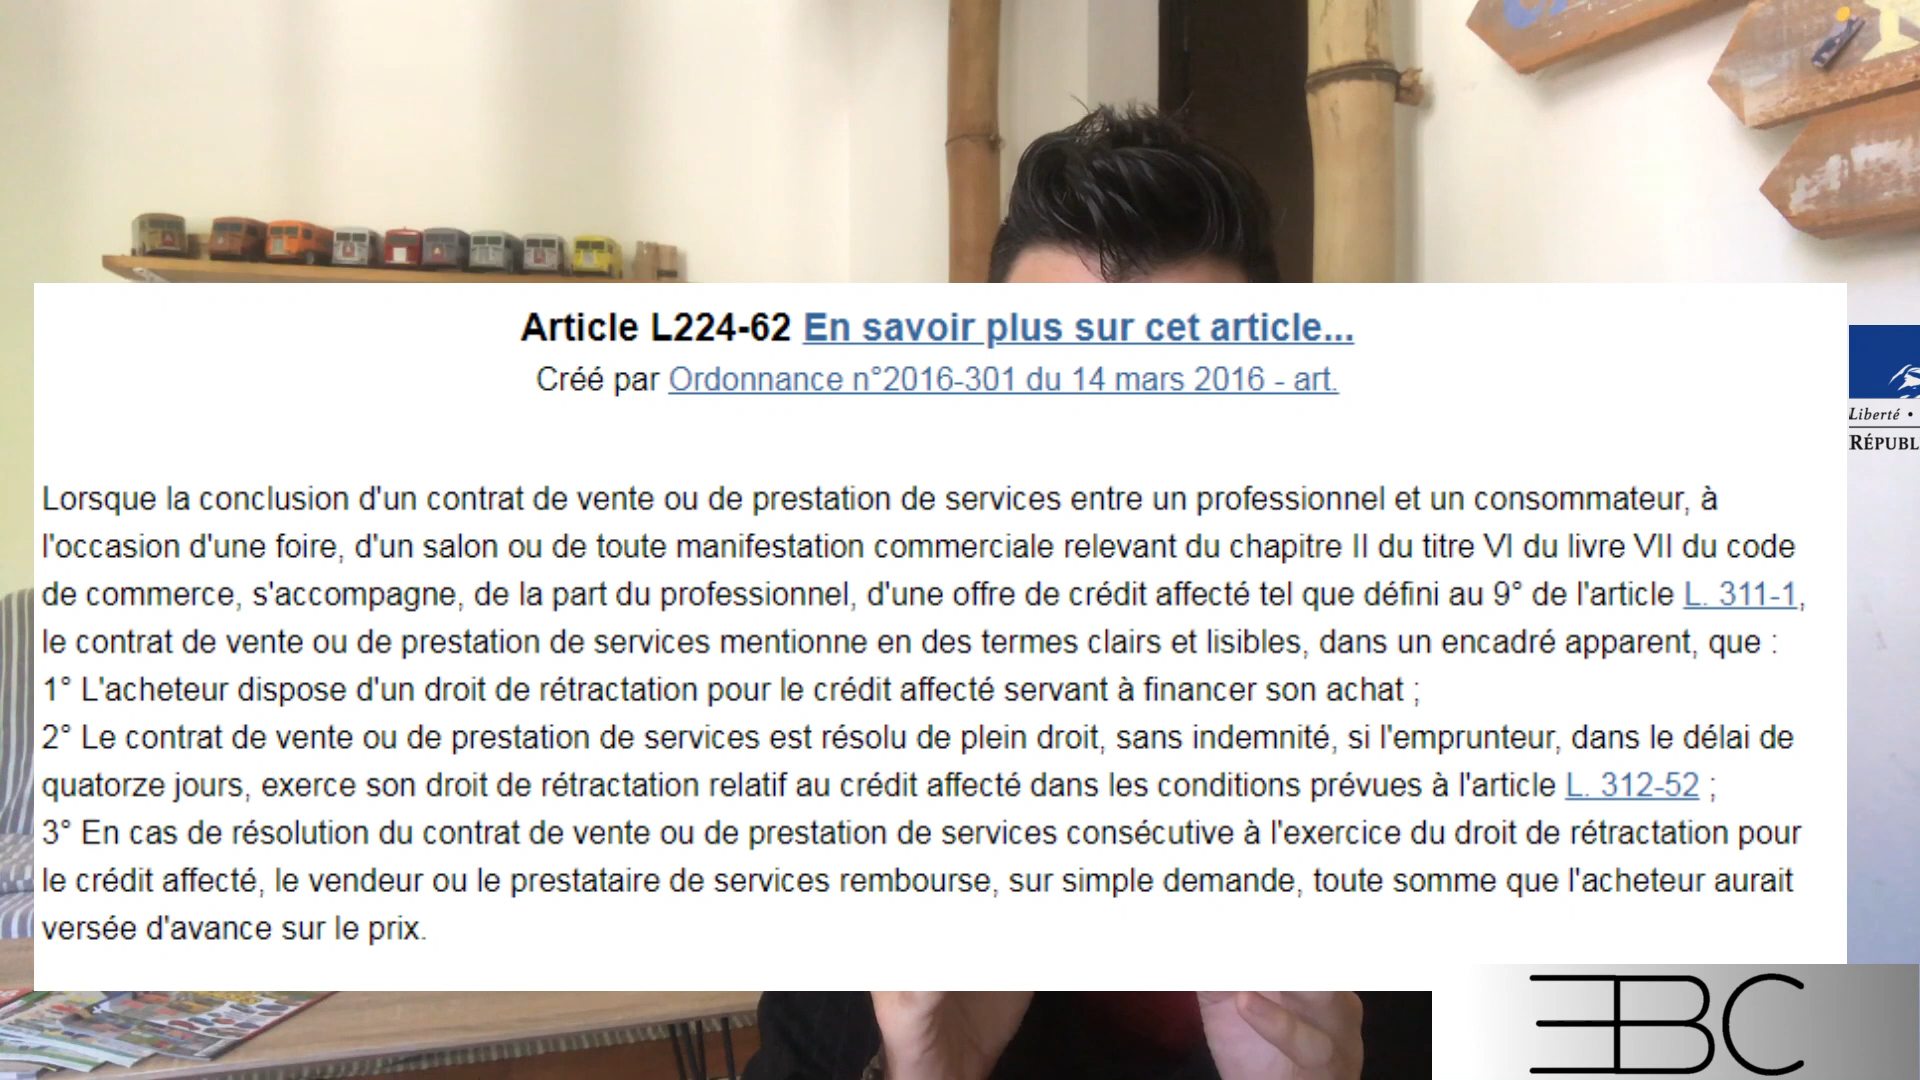 Article L224-62 En savoir plus sur cet article...
Créé par Ordonnance n°2016-301 du 14 mars 2016 - art.
Liberté •
RÉPUBL
Lorsque la conclusion d'un contrat de vente ou de prestation de services entre un professionnel et un consommateur, à
l'occasion d'une foire, d'un salon ou de toute manifestation commerciale relevant du chapitre II du titre VI du livre VII du code
de commerce, s'accompagne, de la part du professionnel, d'une offre de crédit affecté tel que défini au 9° de l'article L. 311-1,
le contrat de vente ou de prestation de services mentionne en des termes clairs et lisibles, dans un encadré apparent, que :
1° L'acheteur dispose d'un droit de rétractation pour le crédit affecté servant à financer son achat ;
2° Le contrat de vente ou de prestation de services est résolu de plein droit, sans indemnité, si l'emprunteur, dans le délai de
quatorze jours, exerce son droit de rétractation relatif au crédit affecté dans les conditions prévues à l'article L. 312-52 ;
3° En cas de résolution du contrat de vente ou de prestation de services consécutive à l'exercice du droit de rétractation pour
le crédit affecté, le vendeur ou le prestataire de services rembourse, sur simple demande, toute somme que l'acheteur aurait
versée d'avance sur le prix.
EBC